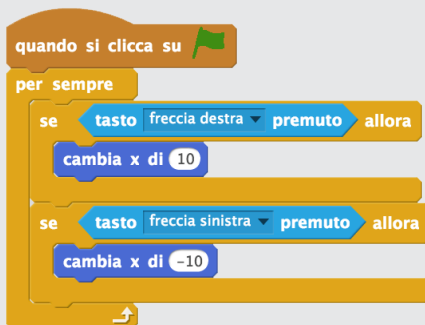 quando si clicca su
per sempre
se tasto freccia destra premuto allora
cambia x di 10
se tasto freccia sinistra premuto allora
cambia x di -10